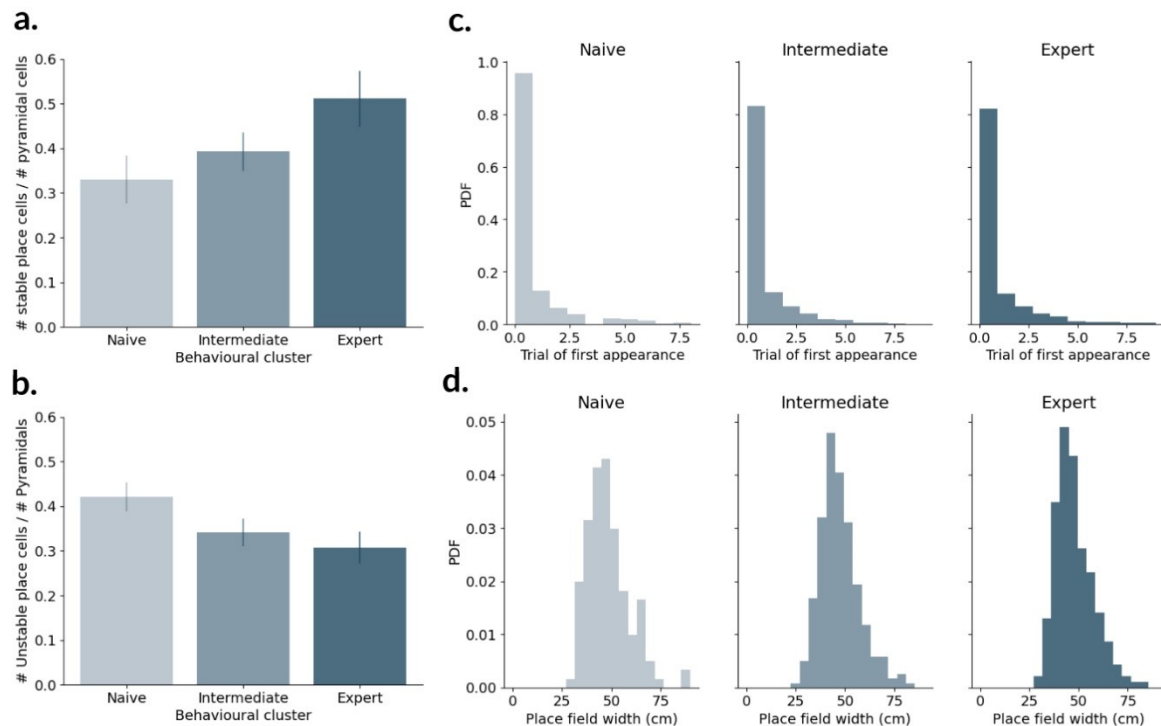 a.
# stable place cells / # pyramidal cells
0.6
0.5
0.4
0.3
0.2
0.1
0.0
Naive Intermediate Expert
Behavioural cluster
b.
# Unstable place cells / # Pyramidals
0.6
0.5
0.4
0.3
0.2
0.1
0.0
Naive Intermediate Expert
Behavioural cluster
c.
Naive Intermediate Expert
PDF
1.0
0.8
0.6
0.4
0.2
0.0
0.0 2.5 5.0 7.5 0.0 2.5 5.0 7.5 0.0 2.5 5.0 7.5
Trial of first appearance Trial of first appearance Trial of first appearance
d.
Naive Intermediate Expert
PDF
0.05
0.04
0.03
0.02
0.01
0.00
0 25 50 75 0 25 50 75 0 25 50 75
Place field width (cm) Place field width (cm) Place field width (cm)